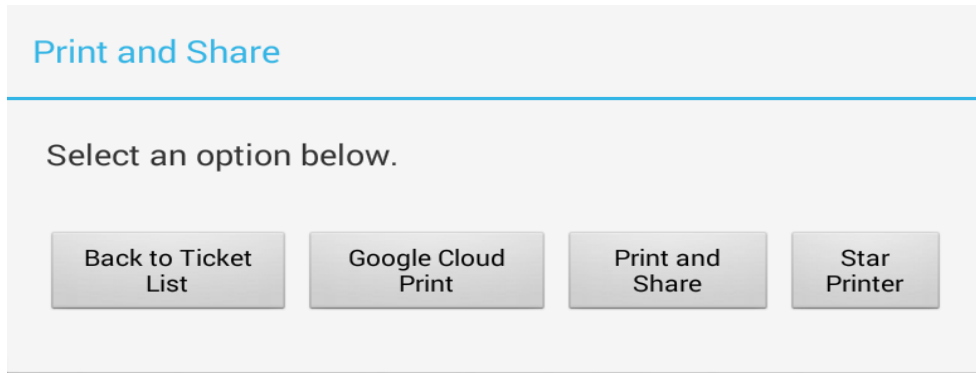 Print and Share
Select an option below.
Back to Ticket
List
Google Cloud
Print
Print and
Share
Star
Printer